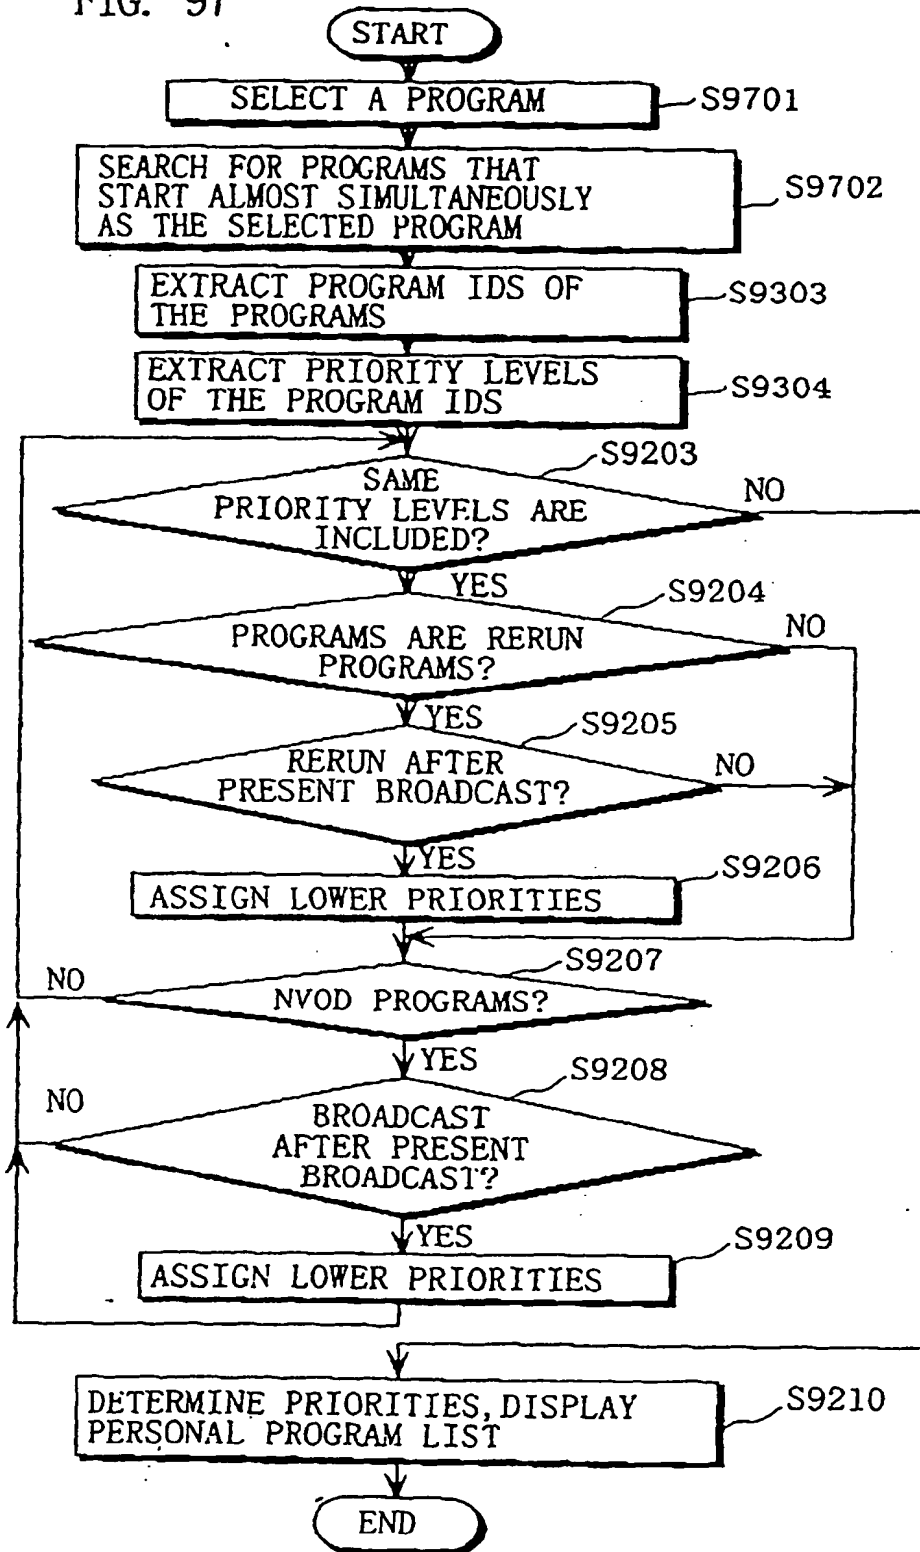 FIG. 97
START
SELECT A PROGRAM
S9701
SEARCH FOR PROGRAMS THAT
START ALMOST SIMULTANEOUSLY
AS THE SELECTED PROGRAM
S9702
EXTRACT PROGRAM IDS OF
THE PROGRAMS
S9303
EXTRACT PRIORITY LEVELS
OF THE PROGRAM IDS
S9304
S9203
SAME
PRIORITY LEVELS ARE
INCLUDED?
NO
YES
S9204
PROGRAMS ARE RERUN
PROGRAMS?
NO
YES
S9205
RERUN AFTER
PRESENT BROADCAST?
NO
YES
S9206
ASSIGN LOWER PRIORITIES
S9207
NO
NVOD PROGRAMS?
YES
S9208
NO
BROADCAST
AFTER PRESENT
BROADCAST?
YES
S9209
ASSIGN LOWER PRIORITIES
DETERMINE PRIORITIES, DISPLAY
PERSONAL PROGRAM LIST
S9210
END